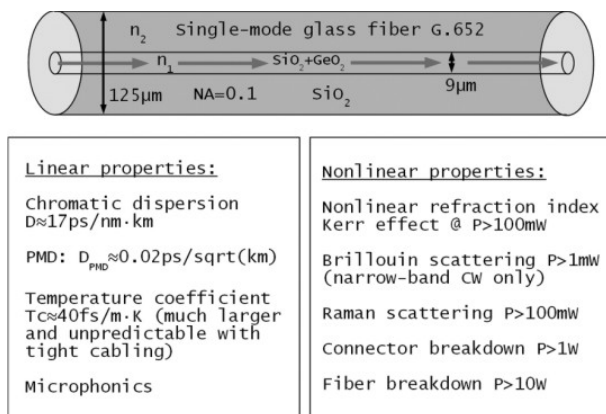 n₂ Single-mode glass fiber G.652
n₁ SiO₂+GeO₂
125µm NA=0.1 SiO₂ 9µm
Linear properties:
Chromatic dispersion
D≈17ps/nm·km
PMD: D_PMD≈0.02ps/sqrt(km)
Temperature coefficient
Tc≈40fs/m·K (much larger
and unpredictable with
tight cabling)
Microphonics
Nonlinear properties:
Nonlinear refraction index
Kerr effect @ P>100mW
Brillouin scattering P>1mW
(narrow-band CW only)
Raman scattering P>100mW
Connector breakdown P>1W
Fiber breakdown P>10W